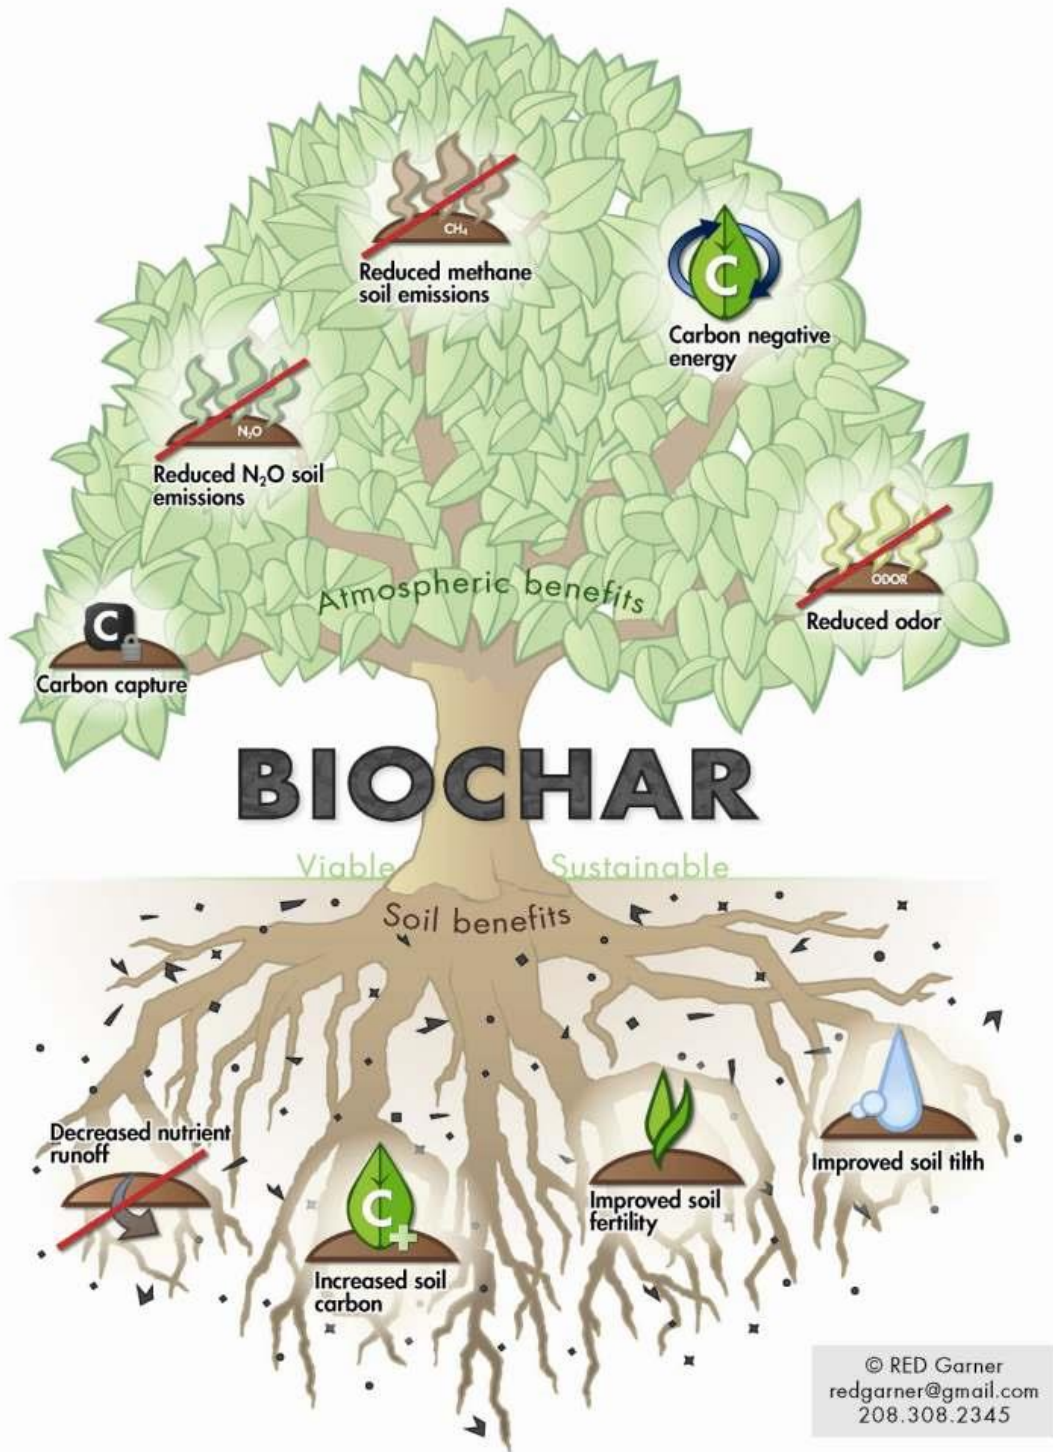 CH₄
Reduced methane
soil emissions
C
Carbon negative
energy
N₂O
Reduced N₂O soil
emissions
ODOR
Reduced odor
Atmospheric benefits
C
Carbon capture
BIOCHAR
Viable
Sustainable
Soil benefits
Decreased nutrient
runoff
C
Increased soil
carbon
Improved soil
fertility
Improved soil tilth
© RED Garner
redgarner@gmail.com
208.308.2345